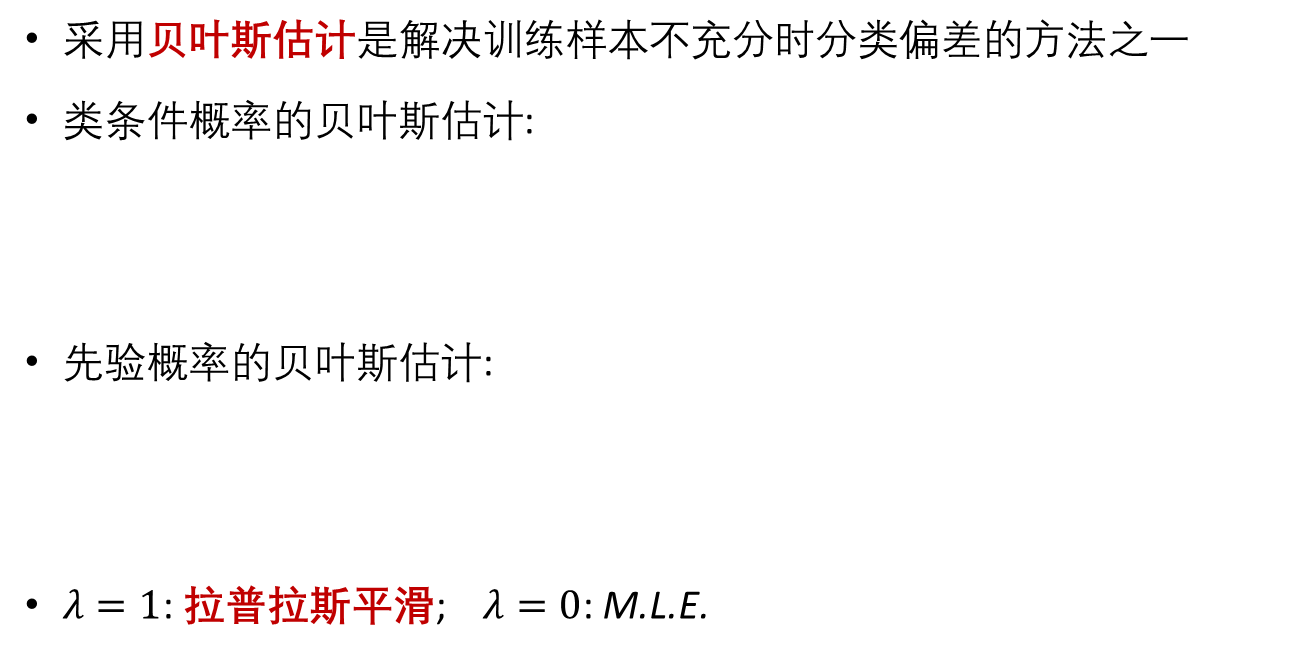 • 采用贝叶斯估计是解决训练样本不充分时分类偏差的方法之一
• 类条件概率的贝叶斯估计:
• 先验概率的贝叶斯估计:
• λ = 1: 拉普拉斯平滑; λ = 0: M.L.E.